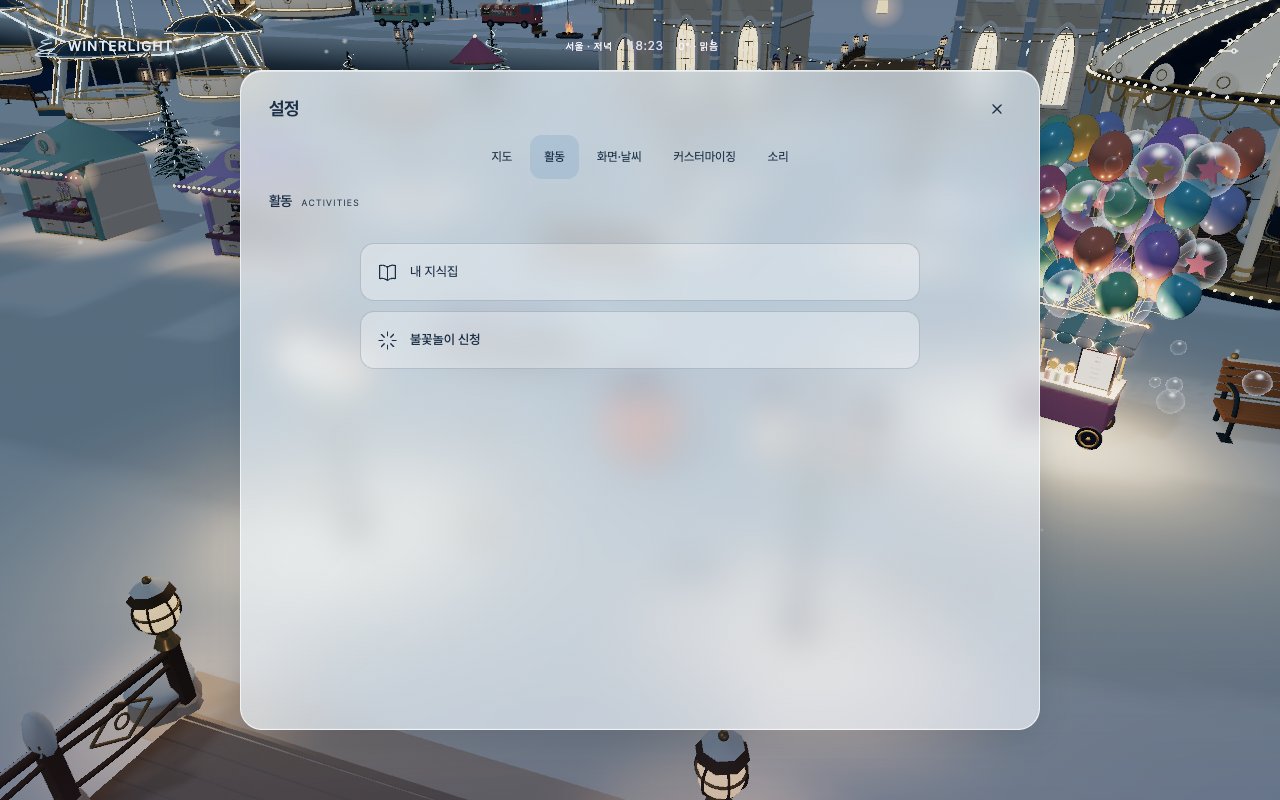 WINTERLIGHT
서울 · 저녁 18:23 맑음
설정
지도 활동 화면·날씨 커스터마이징 소리
활동 ACTIVITIES
내 지식집
불꽃놀이 신청